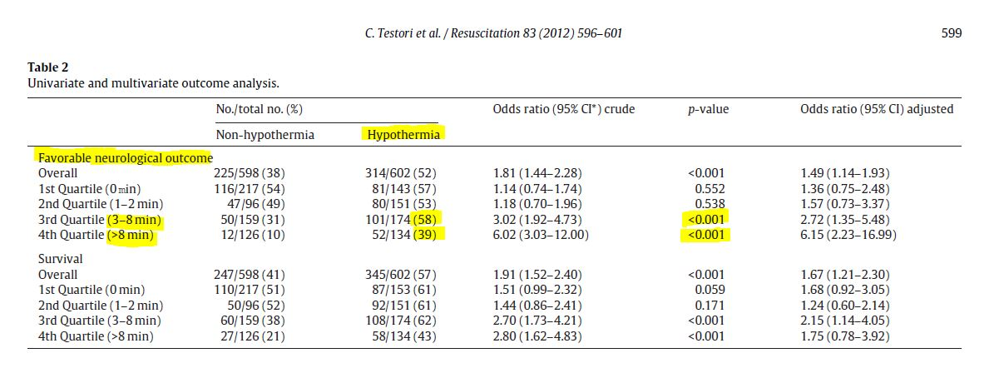 C. Testori et al. / Resuscitation 83 (2012) 596–601 599
Table 2
Univariate and multivariate outcome analysis.
No./total no. (%) Odds ratio (95% CI*) crude p-value Odds ratio (95% CI) adjusted
Non-hypothermia Hypothermia
Favorable neurological outcome
Overall 225/598 (38) 314/602 (52) 1.81 (1.44–2.28) <0.001 1.49 (1.14–1.93)
1st Quartile (0 min) 116/217 (54) 81/143 (57) 1.14 (0.74–1.74) 0.552 1.36 (0.75–2.48)
2nd Quartile (1–2 min) 47/96 (49) 80/151 (53) 1.18 (0.70–1.96) 0.538 1.57 (0.73–3.37)
3rd Quartile (3–8 min) 50/159 (31) 101/174 (58) 3.02 (1.92–4.73) <0.001 2.72 (1.35–5.48)
4th Quartile (>8 min) 12/126 (10) 52/134 (39) 6.02 (3.03–12.00) <0.001 6.15 (2.23–16.99)
Survival
Overall 247/598 (41) 345/602 (57) 1.91 (1.52–2.40) <0.001 1.67 (1.21–2.30)
1st Quartile (0 min) 110/217 (51) 87/153 (61) 1.51 (0.99–2.32) 0.059 1.68 (0.92–3.05)
2nd Quartile (1–2 min) 50/96 (52) 92/151 (61) 1.44 (0.86–2.41) 0.171 1.24 (0.60–2.14)
3rd Quartile (3–8 min) 60/159 (38) 108/174 (62) 2.70 (1.73–4.21) <0.001 2.15 (1.14–4.05)
4th Quartile (>8 min) 27/126 (21) 58/134 (43) 2.80 (1.62–4.83) <0.001 1.75 (0.78–3.92)